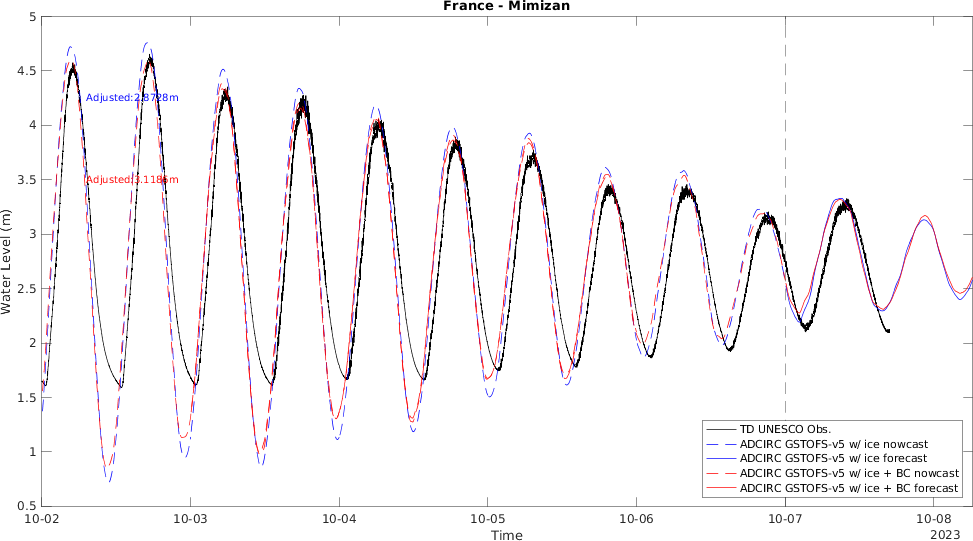 France - Mimizan
5
4.5
4
3.5
3
2.5
2
1.5
1
0.5
Water Level (m)
Adjusted:2.8728m
Adjusted:3.1186m
10-02
10-03
10-04
10-05
10-06
10-07
10-08
2023
Time
TD UNESCO Obs.
ADCIRC GSTOFS-v5 w/ ice nowcast
ADCIRC GSTOFS-v5 w/ ice forecast
ADCIRC GSTOFS-v5 w/ ice + BC nowcast
ADCIRC GSTOFS-v5 w/ ice + BC forecast